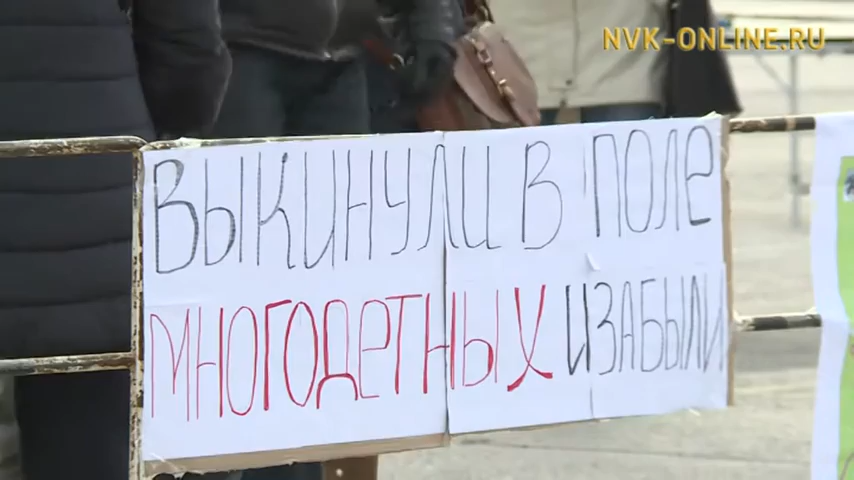 NVK-ONLINE.RU
ВЫКИНУЛИ В ПОЛЕ
МНОГОДЕТНЫХ И ЗАБЫЛИ